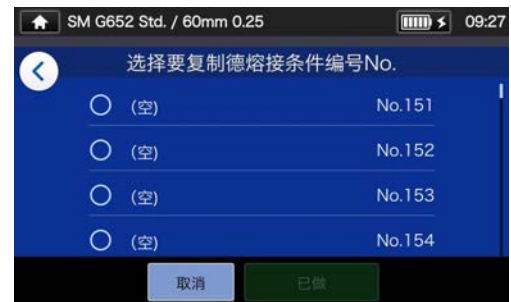 SM G652 Std. / 60mm 0.25 09:27
选择要复制德熔接条件编号No.
(空) No.151
(空) No.152
(空) No.153
(空) No.154
取消 已做